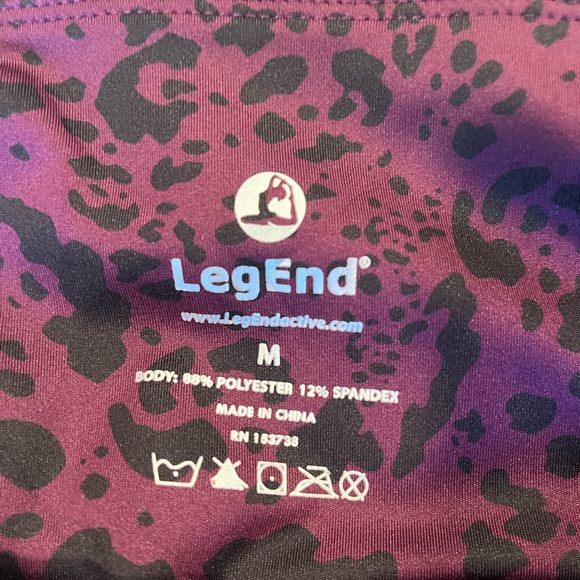 LegEnd®
www.LegEndactive.com
M
BODY: 88% POLYESTER 12% SPANDEX
MADE IN CHINA
RN 153738